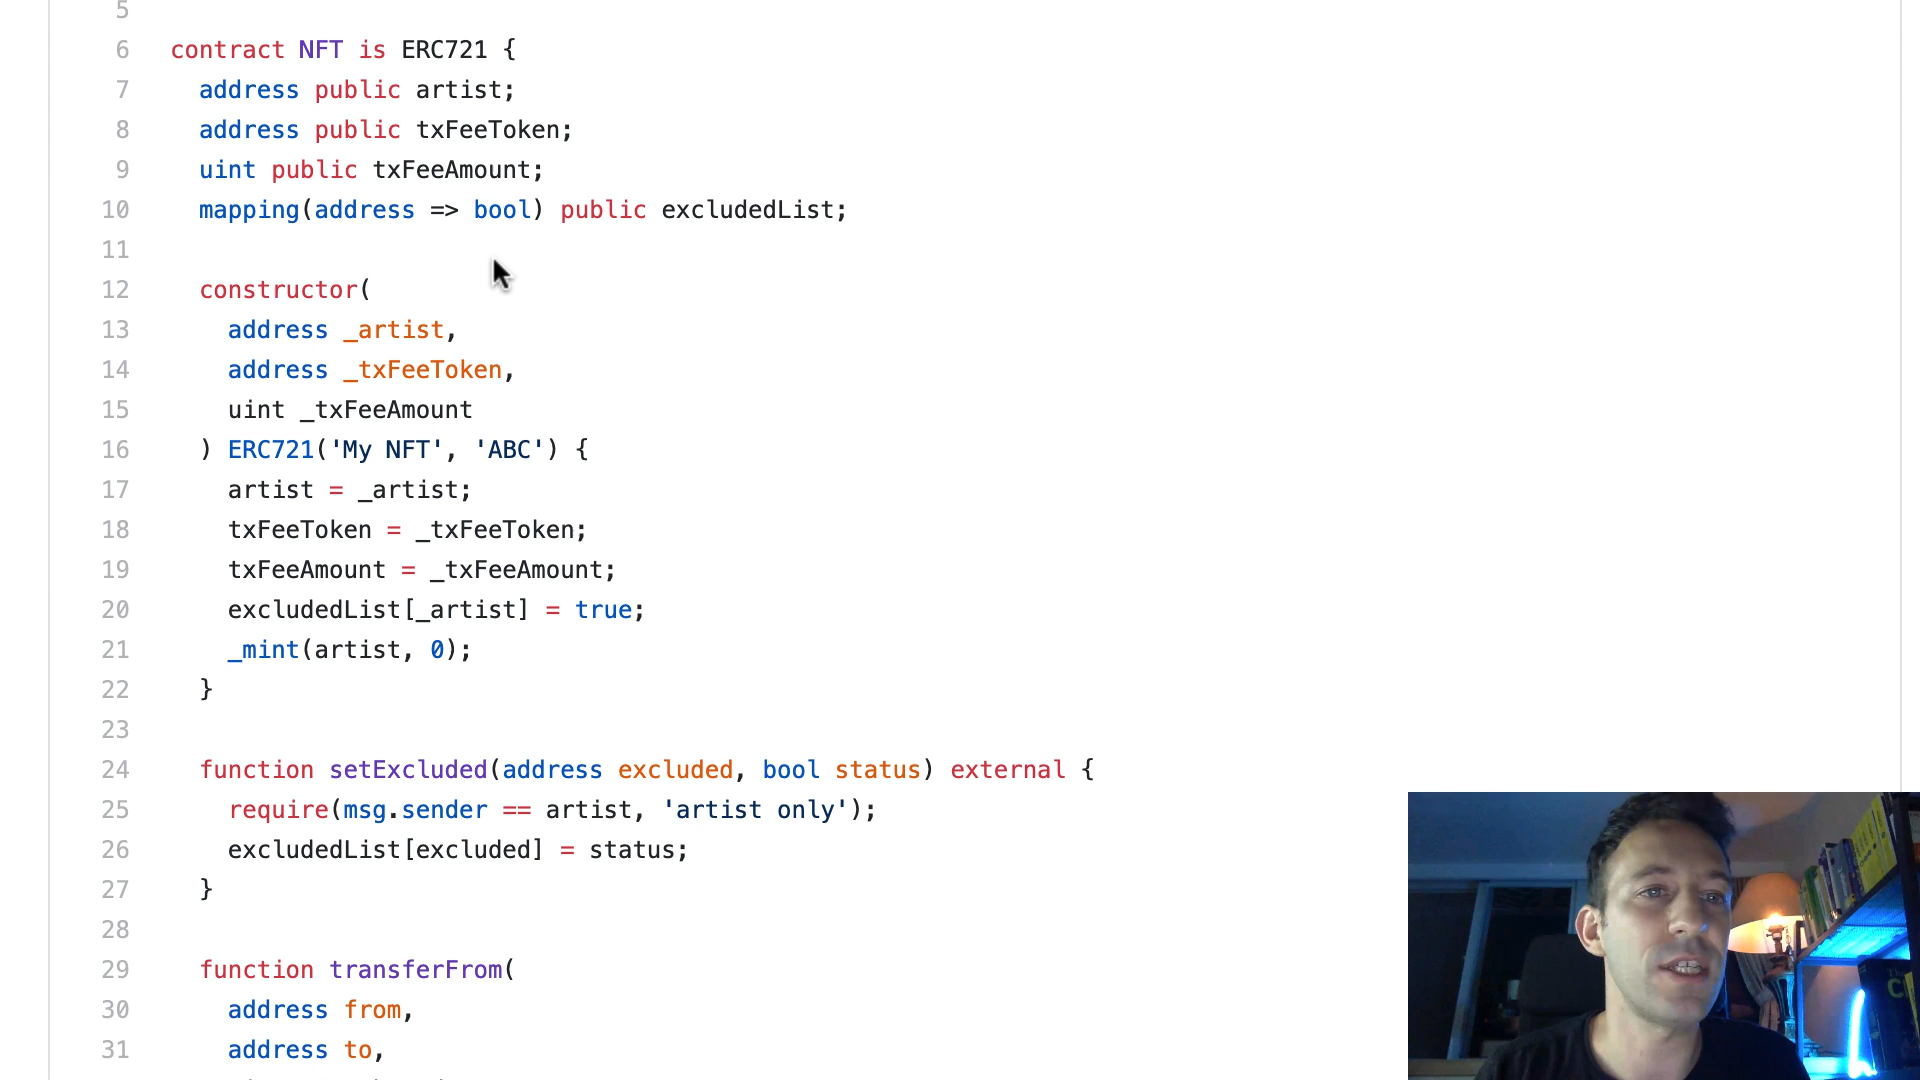 5
6 contract NFT is ERC721 {
7 address public artist;
8 address public txFeeToken;
9 uint public txFeeAmount;
10 mapping(address => bool) public excludedList;
11
12 constructor(
13 address _artist,
14 address _txFeeToken,
15 uint _txFeeAmount
16 ) ERC721('My NFT', 'ABC') {
17 artist = _artist;
18 txFeeToken = _txFeeToken;
19 txFeeAmount = _txFeeAmount;
20 excludedList[_artist] = true;
21 _mint(artist, 0);
22 }
23
24 function setExcluded(address excluded, bool status) external {
25 require(msg.sender == artist, 'artist only');
26 excludedList[excluded] = status;
27 }
28
29 function transferFrom(
30 address from,
31 address to,